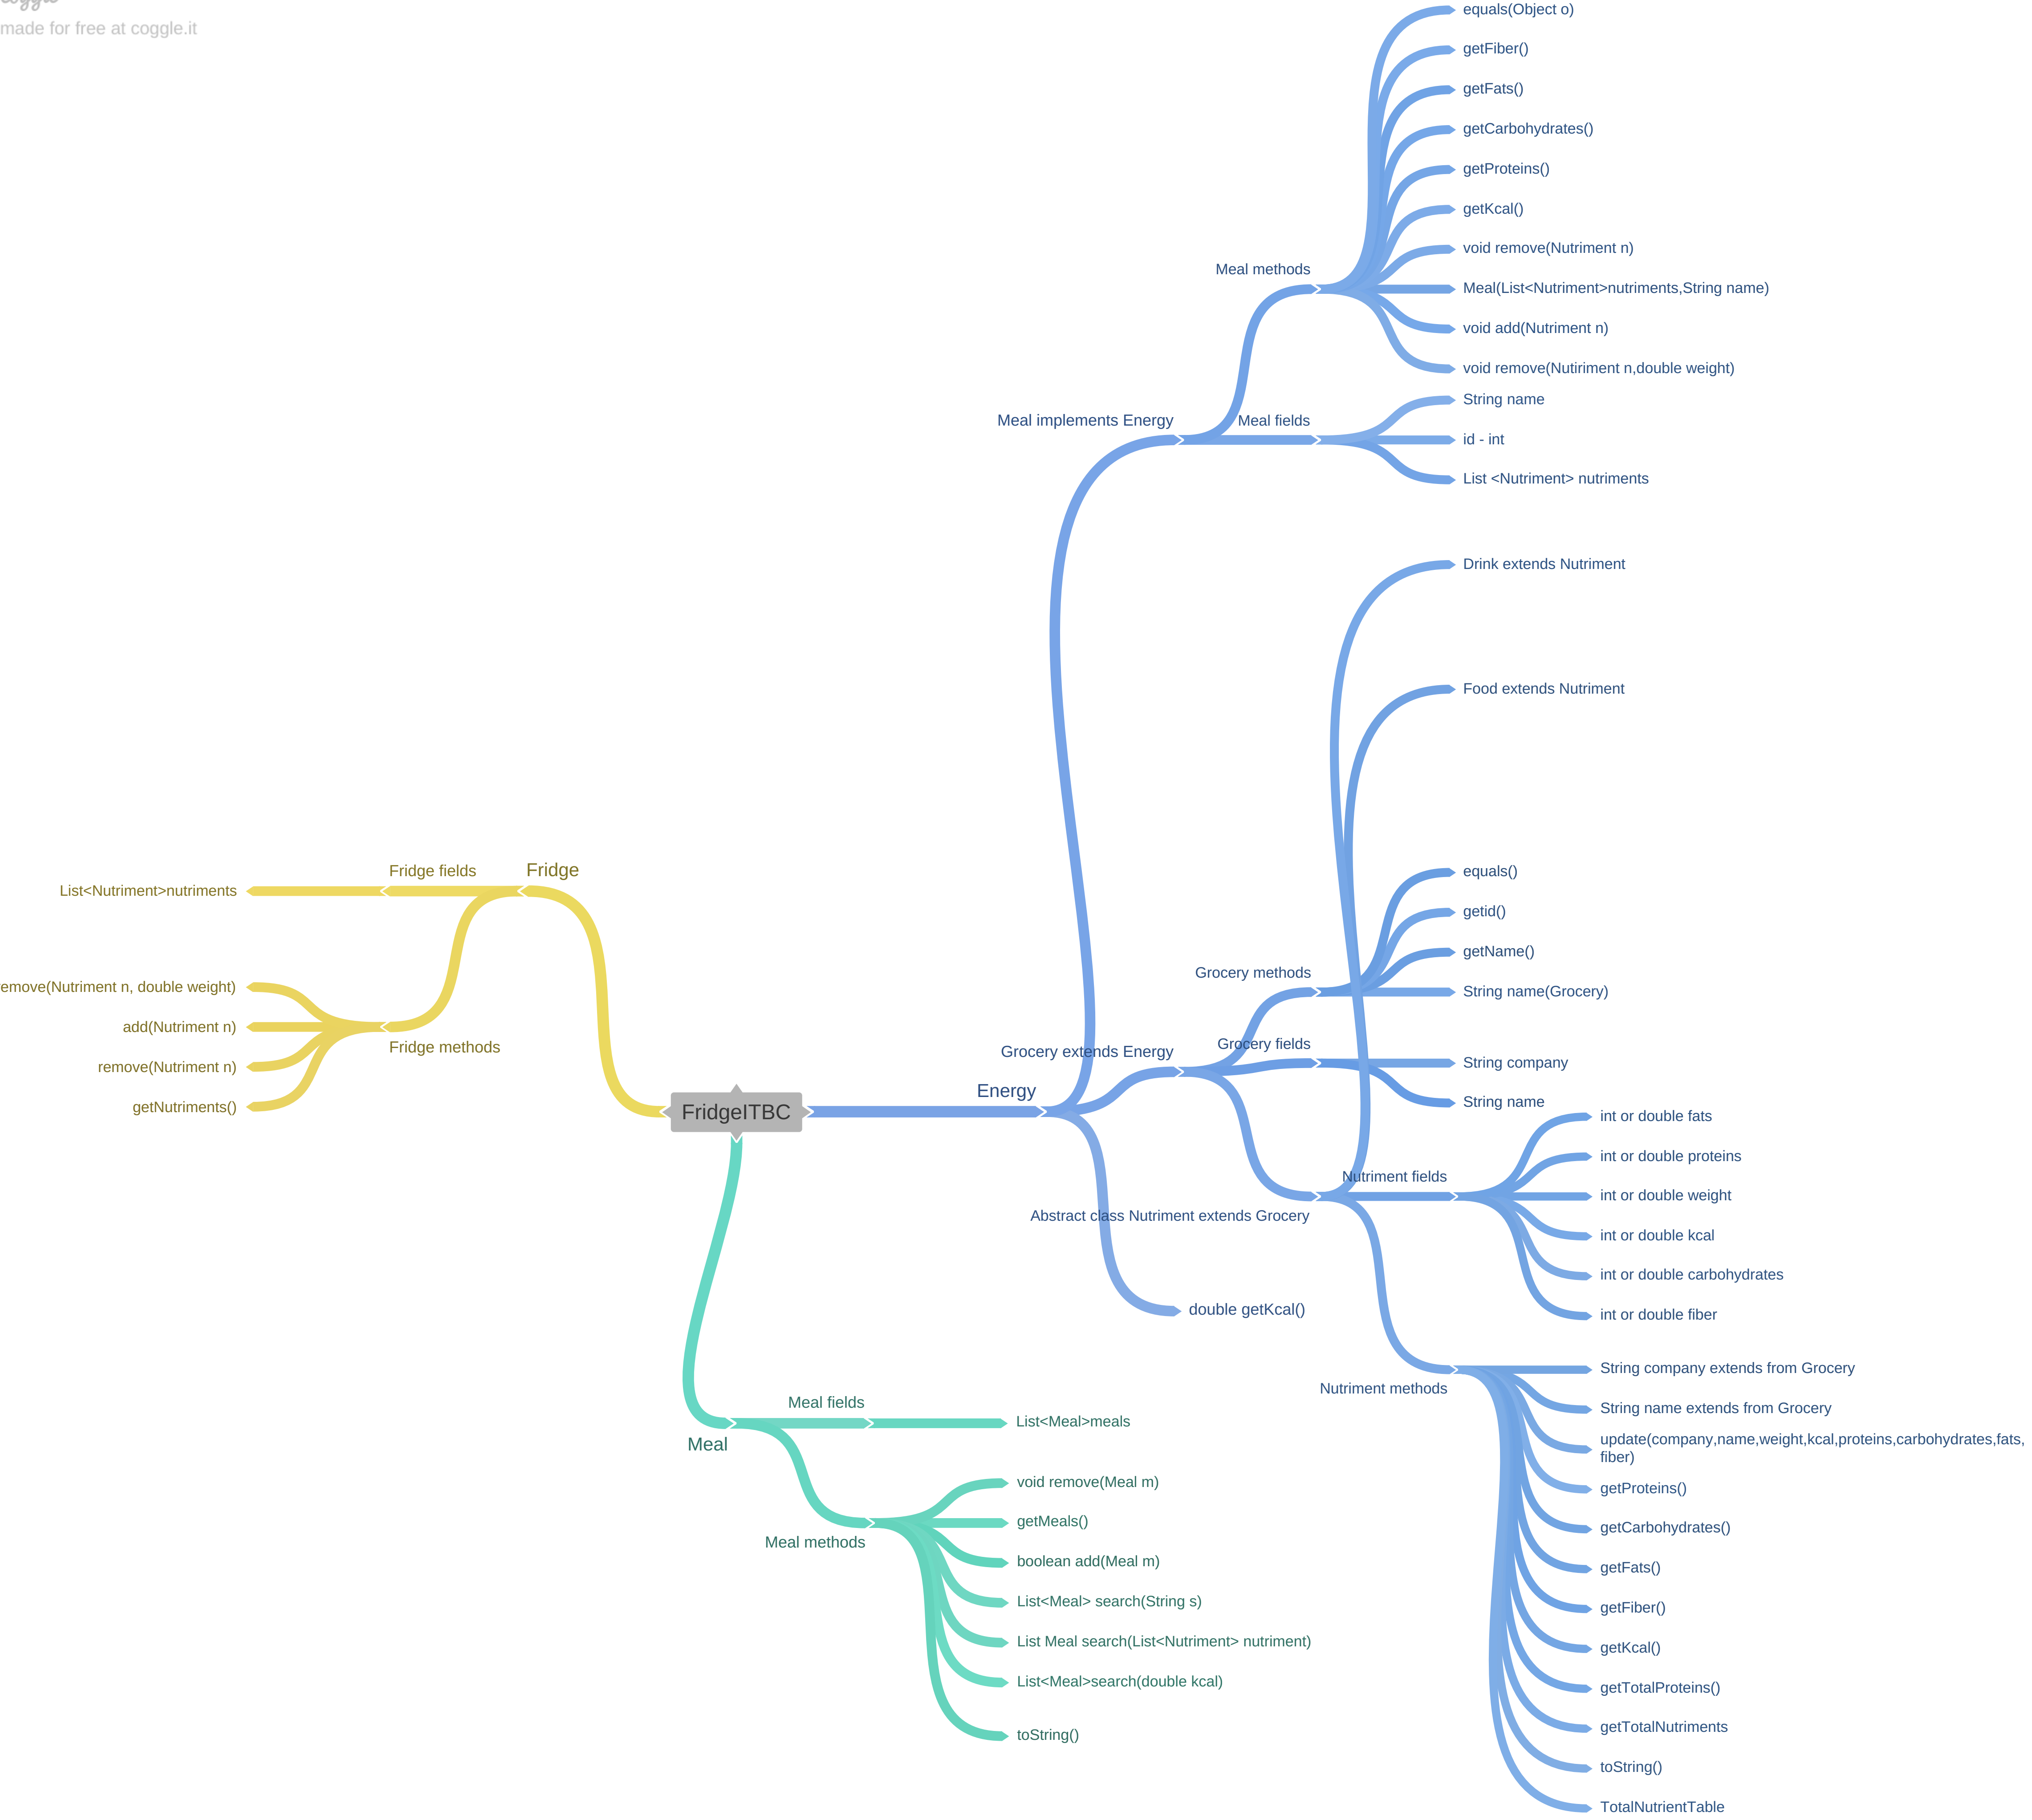 made for free at coggle.it
equals(Object o)
getFiber()
getFats()
getCarbohydrates()
getProteins()
getKcal()
void remove(Nutriment n)
Meal methods
Meal(List<Nutriment>nutriments,String name)
void add(Nutriment n)
void remove(Nutiriment n,double weight)
String name
Meal implements Energy
Meal fields
id - int
List <Nutriment> nutriments
Drink extends Nutriment
Food extends Nutriment
Fridge
Fridge fields
List<Nutriment>nutriments
emove(Nutriment n, double weight)
add(Nutriment n)
Fridge methods
remove(Nutriment n)
getNutriments()
FridgeITBC
Energy
equals()
getid()
getName()
Grocery methods
String name(Grocery)
Grocery extends Energy
Grocery fields
String company
String name
int or double fats
int or double proteins
Nutriment fields
int or double weight
Abstract class Nutriment extends Grocery
int or double kcal
int or double carbohydrates
double getKcal()
int or double fiber
Nutriment methods
String company extends from Grocery
String name extends from Grocery
update(company,name,weight,kcal,proteins,carbohydrates,fats,
fiber)
getProteins()
getCarbohydrates()
getFats()
getFiber()
getKcal()
getTotalProteins()
getTotalNutriments
toString()
TotalNutrientTable
Meal
Meal fields
List<Meal>meals
Meal methods
void remove(Meal m)
getMeals()
boolean add(Meal m)
List<Meal> search(String s)
List Meal search(List<Nutriment> nutriment)
List<Meal>search(double kcal)
toString()